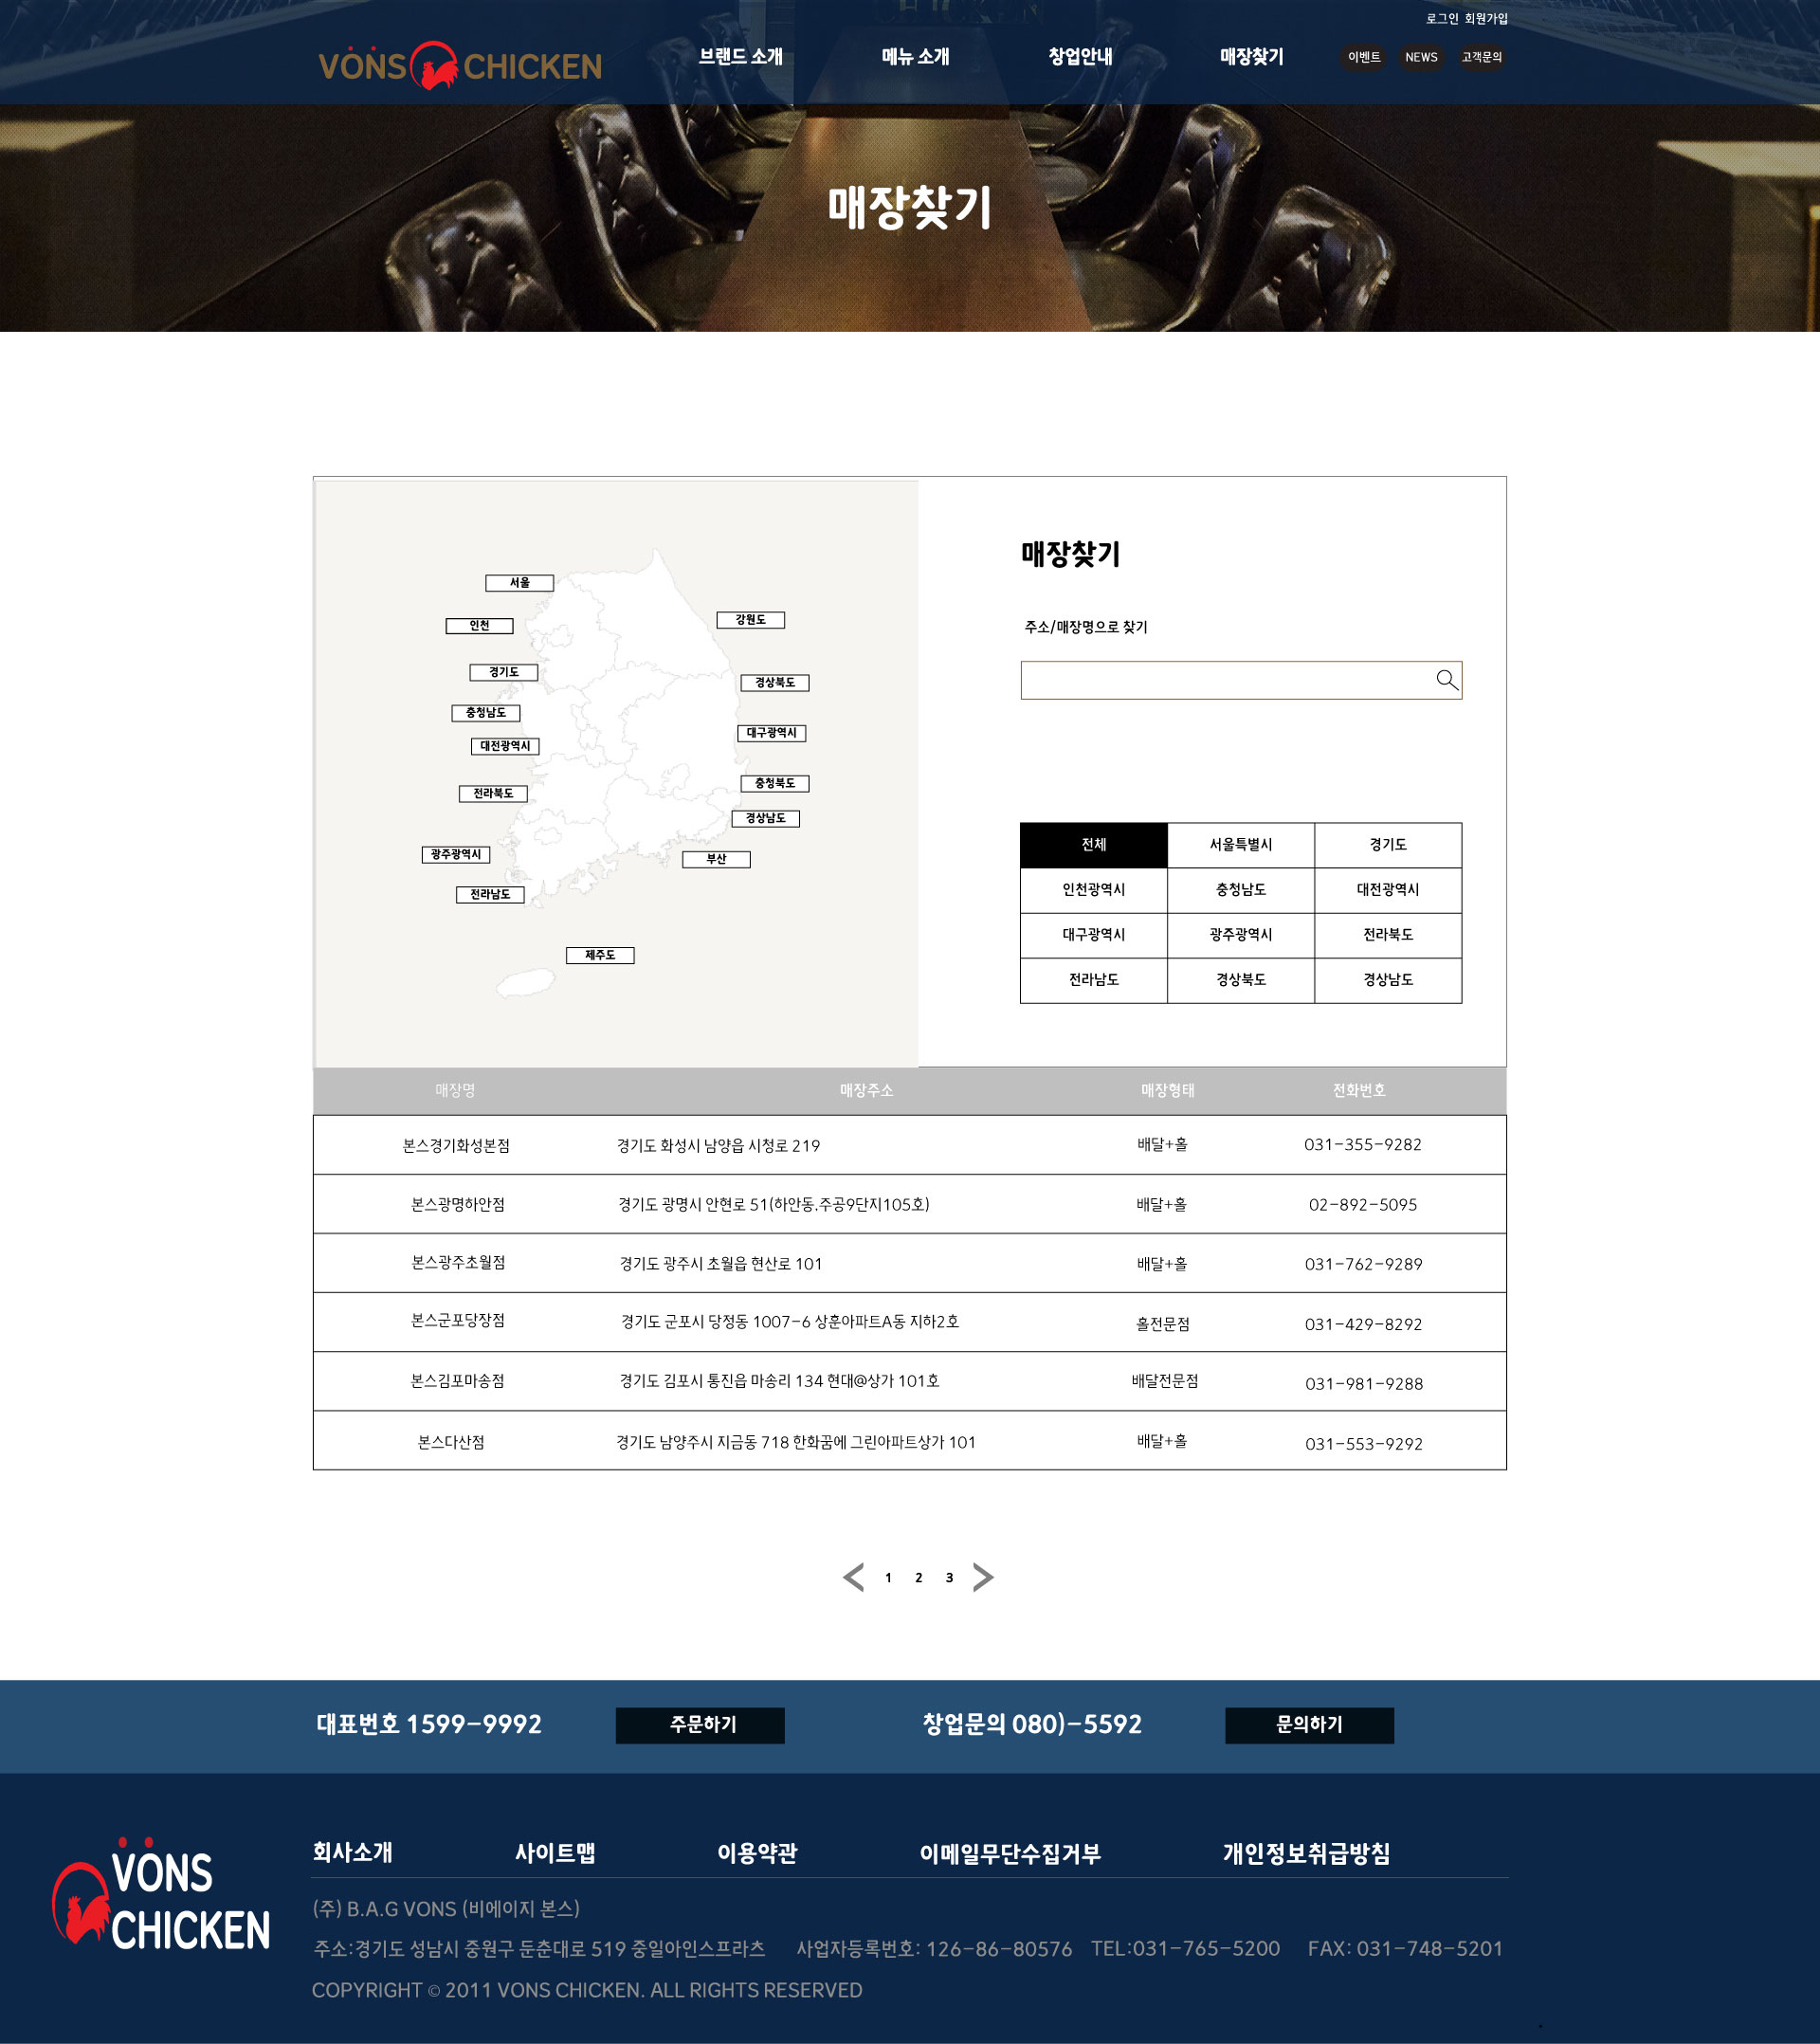 로그인 회원가입
VONS CHICKEN
브랜드 소개 메뉴 소개 창업안내 매장찾기 이벤트 NEWS 고객문의
매장찾기
서울
인천
강원도
경기도
경상북도
충청남도
대구광역시
대전광역시
충청북도
전라북도
경상남도
광주광역시
부산
전라남도
제주도
매장찾기
주소/매장명으로 찾기
전체 서울특별시 경기도
인천광역시 충청남도 대전광역시
대구광역시 광주광역시 전라북도
전라남도 경상북도 경상남도
매장명 매장주소 매장형태 전화번호
본스경기화성본점 경기도 화성시 남양읍 시청로 219 배달+홀 031-355-9282
본스광명하안점 경기도 광명시 안현로 51(하안동.주공9단지105호) 배달+홀 02-892-5095
본스광주초월점 경기도 광주시 초월읍 현산로 101 배달+홀 031-762-9289
본스군포당장점 경기도 군포시 당정동 1007-6 상훈아파트A동 지하2호 홀전문점 031-429-8292
본스김포마송점 경기도 김포시 통진읍 마송리 134 현대@상가 101호 배달전문점 031-981-9288
본스다산점 경기도 남양주시 지금동 718 한화꿈에 그린아파트상가 101 배달+홀 031-553-9292
1 2 3
대표번호 1599-9992 주문하기 창업문의 080)-5592 문의하기
회사소개 사이트맵 이용약관 이메일무단수집거부 개인정보취급방침
VONS
CHICKEN
(주) B.A.G VONS (비에이지 본스)
주소:경기도 성남시 중원구 둔춘대로 519 중일아인스프라츠 사업자등록번호: 126-86-80576 TEL:031-765-5200 FAX: 031-748-5201
COPYRIGHT © 2011 VONS CHICKEN. ALL RIGHTS RESERVED